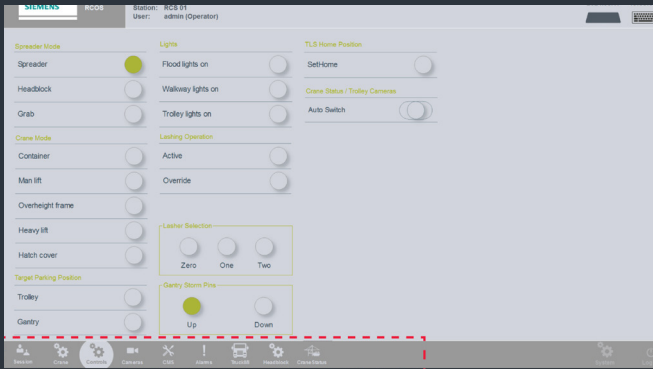 SIEMENS
RCOS
Station: RCS 01
User: admin (Operator)
Spreader Mode
Spreader
Headblock
Grab
Crane Mode
Container
Man lift
Overheight frame
Heavy lift
Hatch cover
Target Parking Position
Trolley
Gantry
Lights
Flood lights on
Walkway lights on
Trolley lights on
Lashing Operation
Active
Override
Lasher Selection
Zero One Two
Gantry Storm Pins
Up Down
TLS Home Position
SetHome
Crane Status / Trolley Cameras
Auto Switch
Session Crane Controls Cameras CMS Alarms TruckID Headblock CraneStatus System